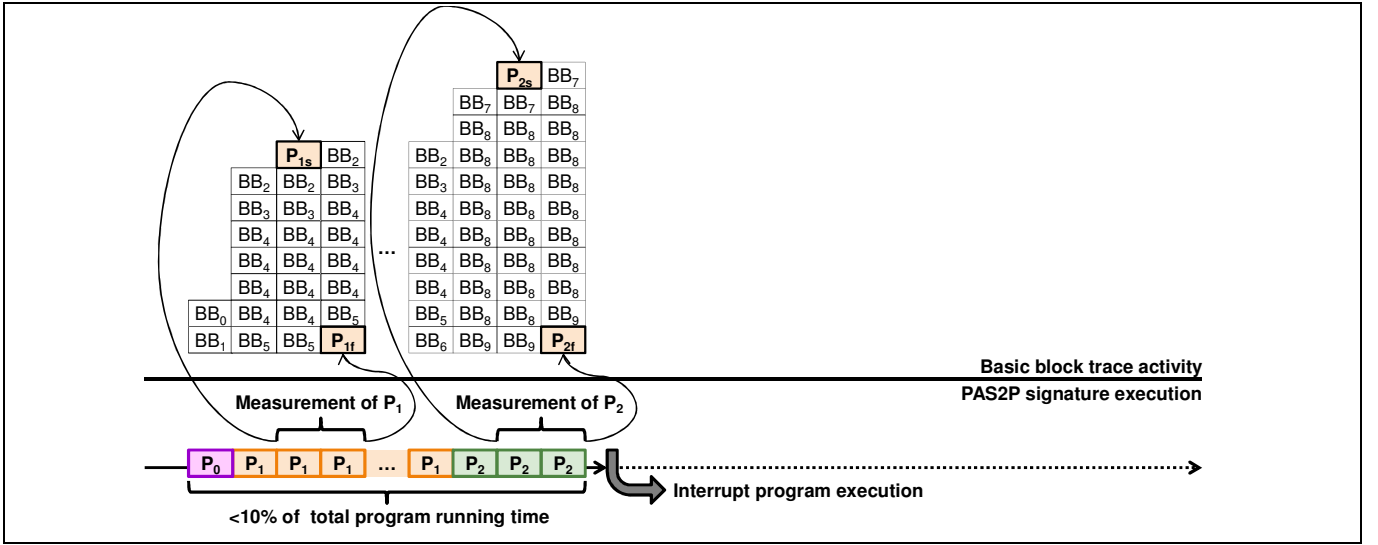 P2s BB7
BB7 BB7 BB8
BB8 BB8 BB8
P1s BB2 BB2 BB8 BB8 BB8
BB2 BB2 BB3 BB3 BB8 BB8 BB8
BB3 BB3 BB4 BB4 BB8 BB8 BB8
BB4 BB4 BB4 ... BB4 BB8 BB8 BB8
BB4 BB4 BB4 BB4 BB8 BB8 BB8
BB4 BB4 BB4 BB4 BB8 BB8 BB8
BB0 BB4 BB4 BB5 BB5 BB8 BB8 BB9
BB1 BB5 BB5 P1f BB6 BB9 BB9 P2f
Basic block trace activity
PAS2P signature execution
Measurement of P1 Measurement of P2
P0 P1 P1 P1 ... P1 P2 P2 P2
Interrupt program execution
<10% of total program running time